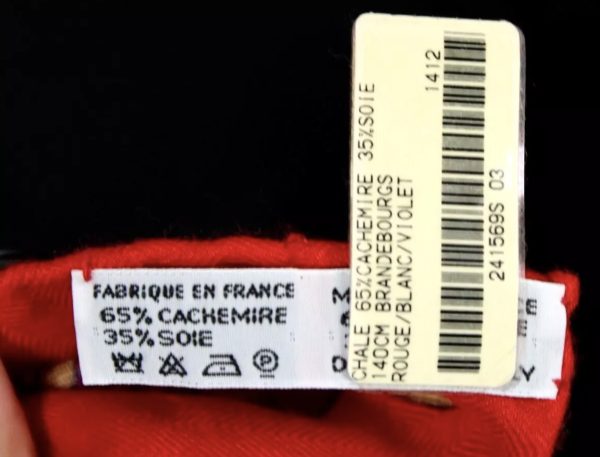 FABRIQUE EN FRANCE
65% CACHEMIRE
35% SOIE
CHALE 65%CACHEMIRE 35%SOIE
140CM BRANDEBOURGS
ROUGE/BLANC/VIOLET
1412
241569S 03